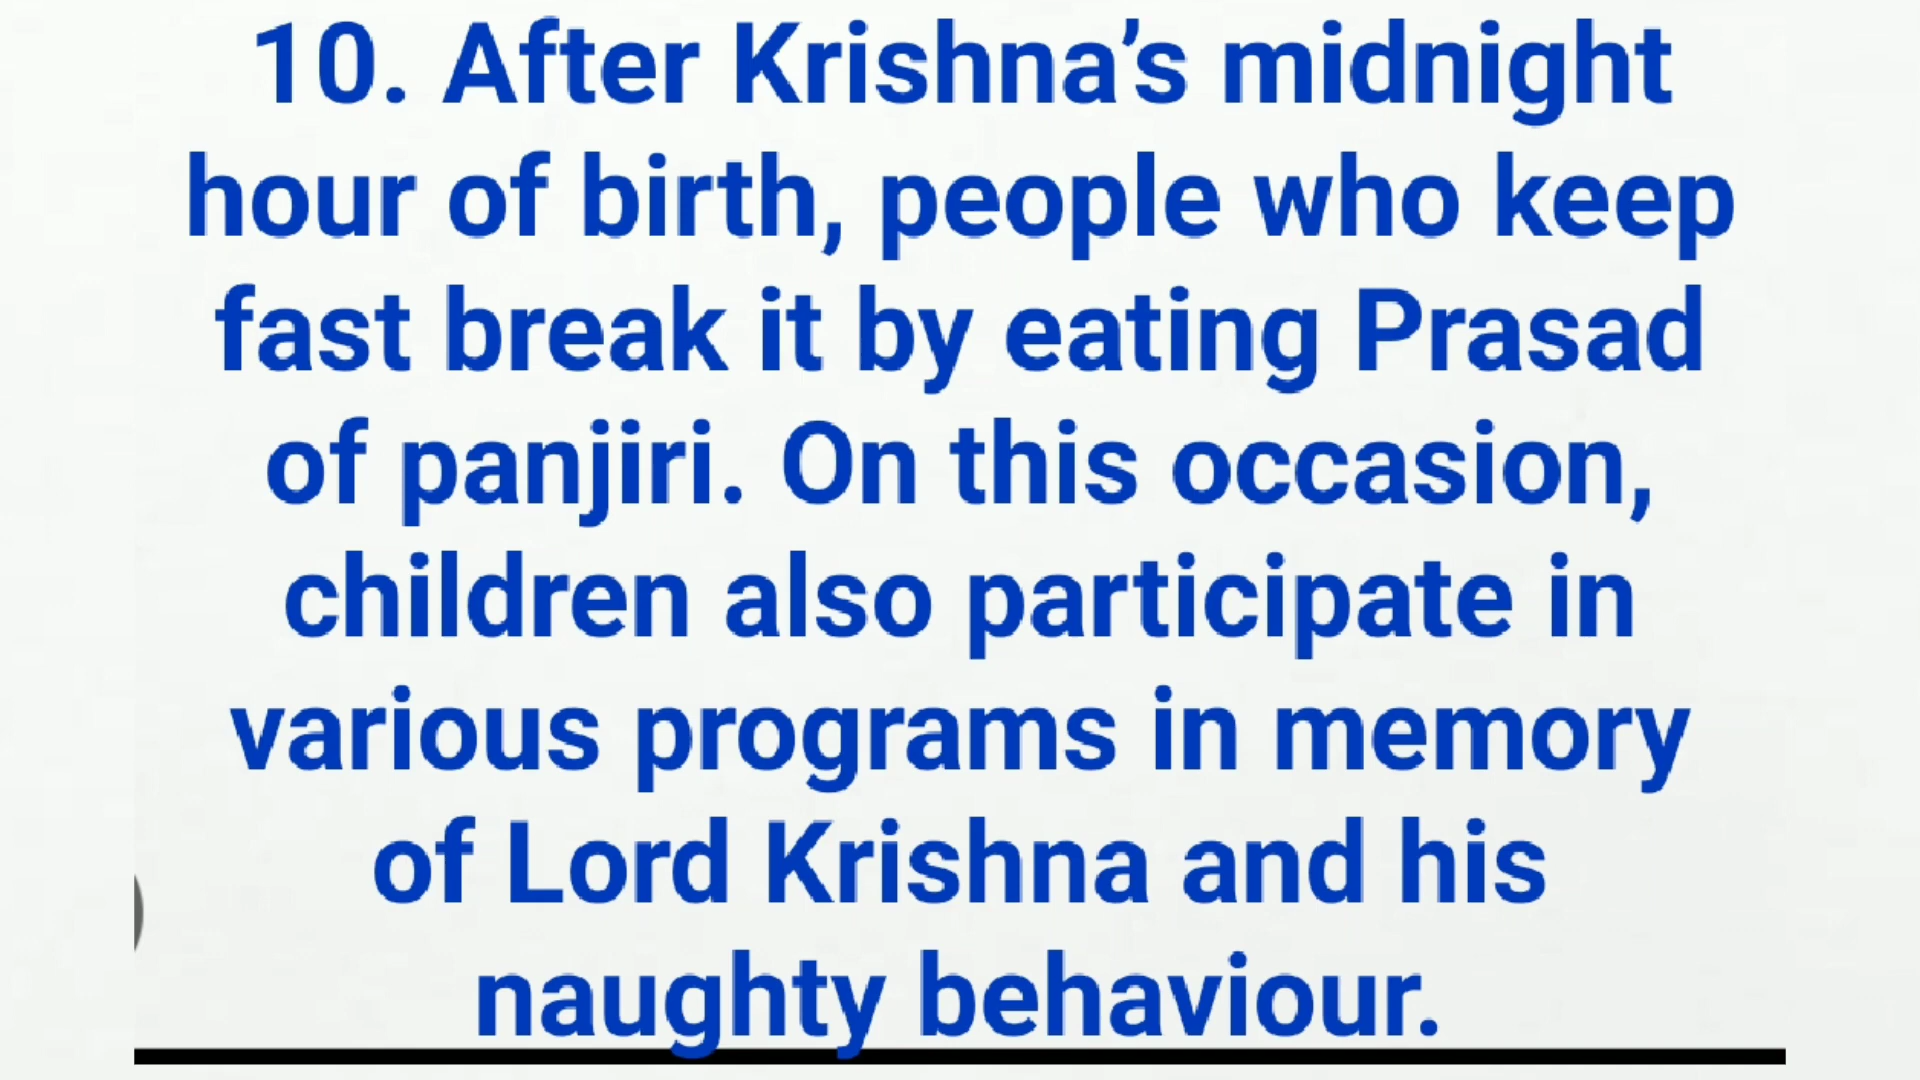 10. After Krishna’s midnight
hour of birth, people who keep
fast break it by eating Prasad
of panjiri. On this occasion,
children also participate in
various programs in memory
of Lord Krishna and his
naughty behaviour.